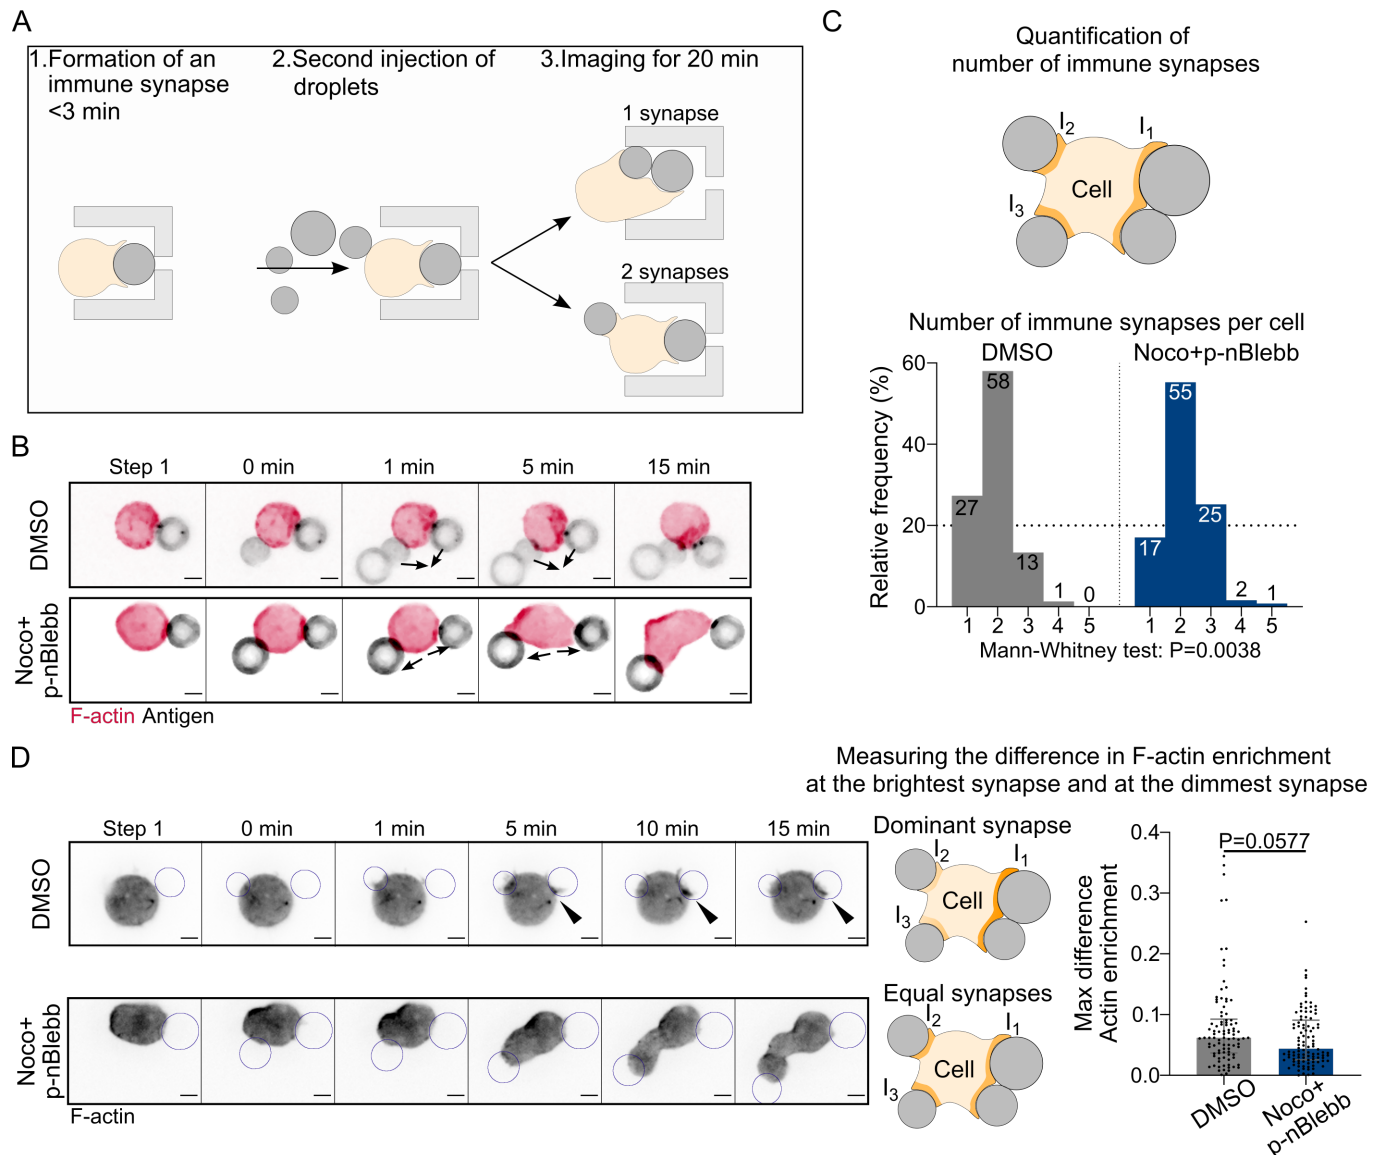 A
1.Formation of an
immune synapse
<3 min
2.Second injection of
droplets
3.Imaging for 20 min
1 synapse
2 synapses
B
Step 1
0 min
1 min
5 min
15 min
DMSO
Noco+
p-nBlebb
F-actin Antigen
C
Quantification of
number of immune synapses
I2
I1
Cell
I3
Number of immune synapses per cell
DMSO
Noco+p-nBlebb
Relative frequency (%)
60
40
20
0
27
58
13
1
0
17
55
25
2
1
1 2 3 4 5
1 2 3 4 5
Mann-Whitney test: P=0.0038
D
Step 1
0 min
1 min
5 min
10 min
15 min
DMSO
Noco+
p-nBlebb
F-actin
Measuring the difference in F-actin enrichment
at the brightest synapse and at the dimmest synapse
Dominant synapse
I2
I1
Cell
I3
Equal synapses
I2
I1
Cell
I3
Max difference
Actin enrichment
0.4
0.3
0.2
0.1
0.0
P=0.0577
DMSO
Noco+
p-nBlebb